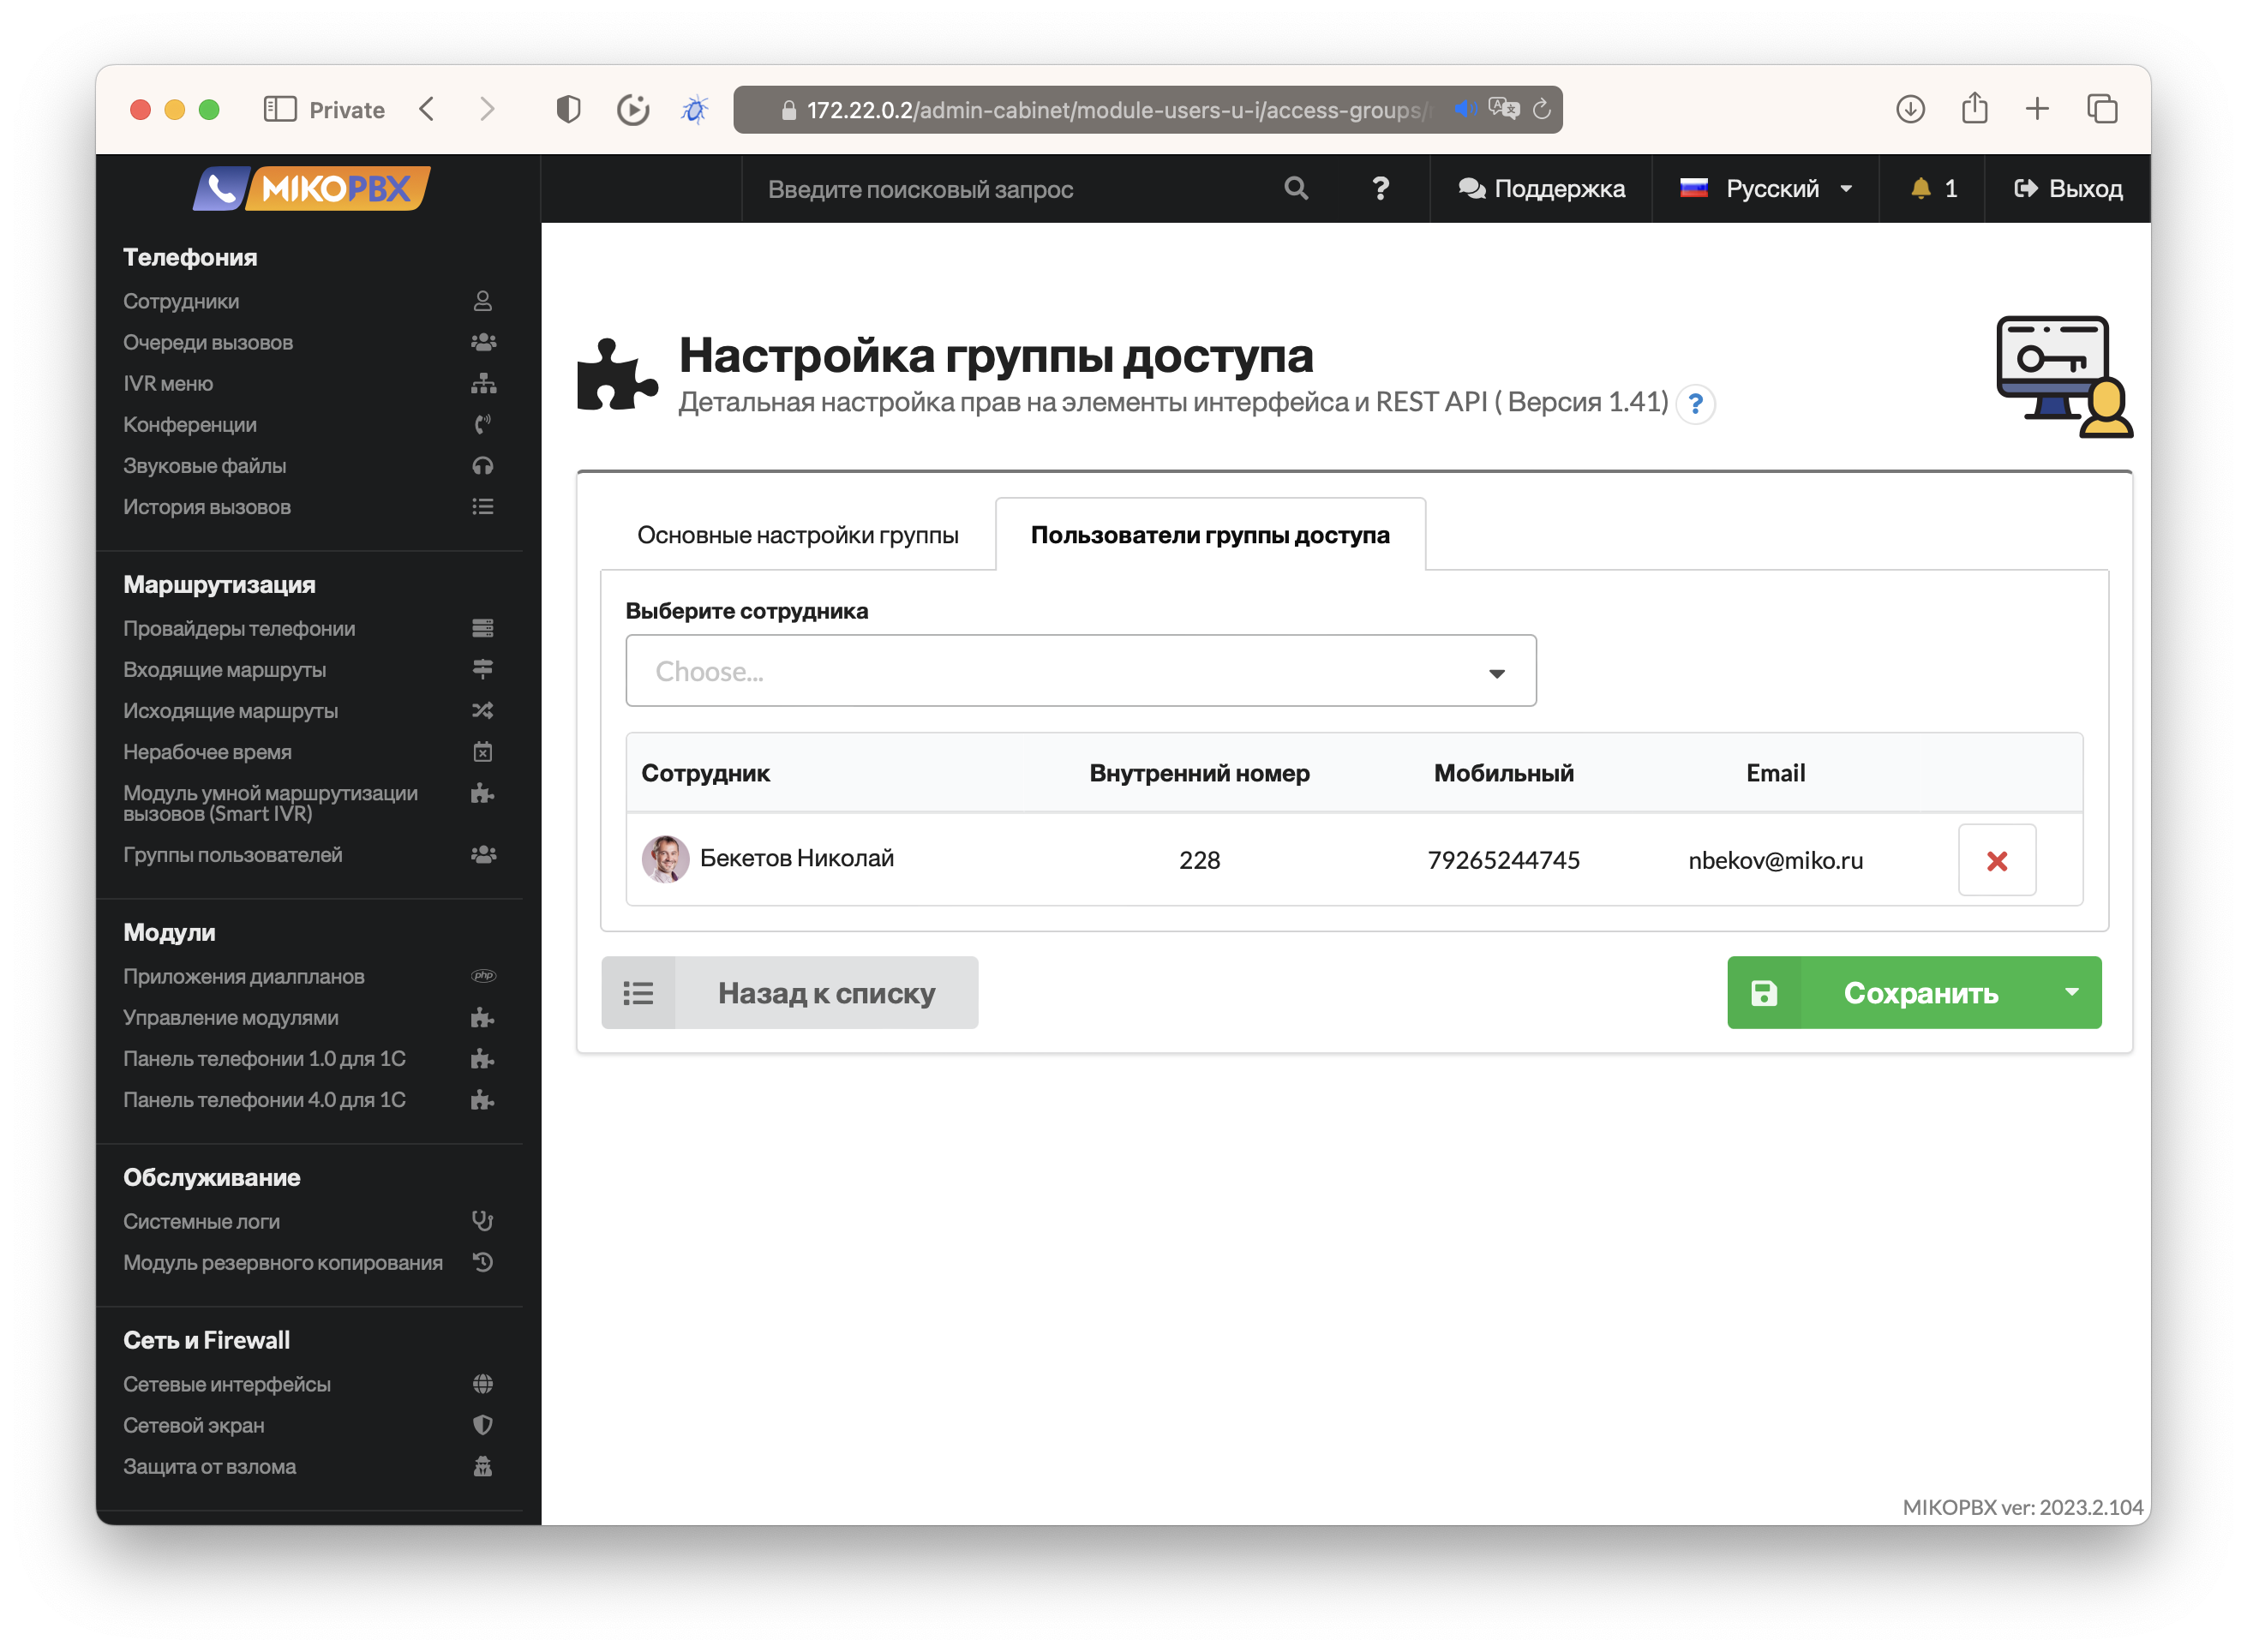 Private
172.22.0.2/admin-cabinet/module-users-u-i/access-groups/
MIKOPBX
Введите поисковый запрос
?
Поддержка
Русский
1
Выход
Телефония
Сотрудники
Очереди вызовов
IVR меню
Конференции
Звуковые файлы
История вызовов
Маршрутизация
Провайдеры телефонии
Входящие маршруты
Исходящие маршруты
Нерабочее время
Модуль умной маршрутизации
вызовов (Smart IVR)
Группы пользователей
Модули
Приложения диалпланов
php
Управление модулями
Панель телефонии 1.0 для 1С
Панель телефонии 4.0 для 1С
Обслуживание
Системные логи
Модуль резервного копирования
Сеть и Firewall
Сетевые интерфейсы
Сетевой экран
Защита от взлома
Настройка группы доступа
Детальная настройка прав на элементы интерфейса и REST API ( Версия 1.41) ?
Основные настройки группы
Пользователи группы доступа
Выберите сотрудника
Choose...
Сотрудник Внутренний номер Мобильный Email
Бекетов Николай 228 79265244745 nbekov@miko.ru
Назад к списку
Сохранить
MIKOPBX ver: 2023.2.104